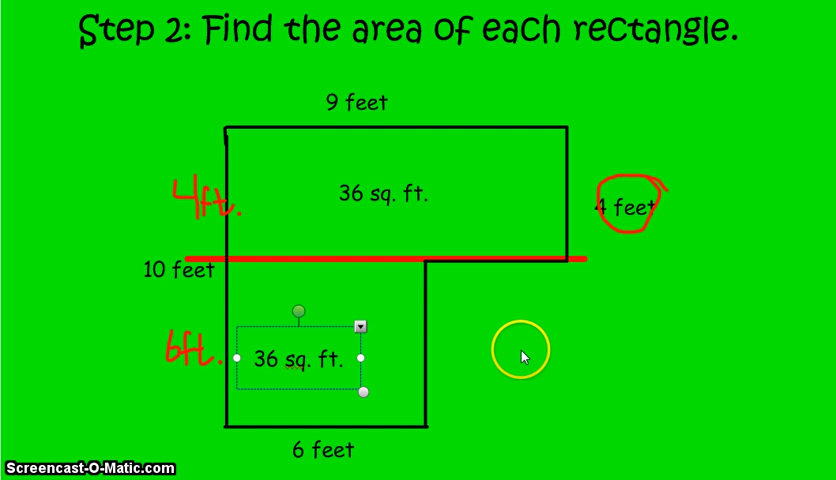 Step 2: Find the area of each rectangle.
9 feet
36 sq. ft.
4ft.
4 feet
10 feet
6ft.
36 sq. ft.
6 feet
Screencast-O-Matic.com